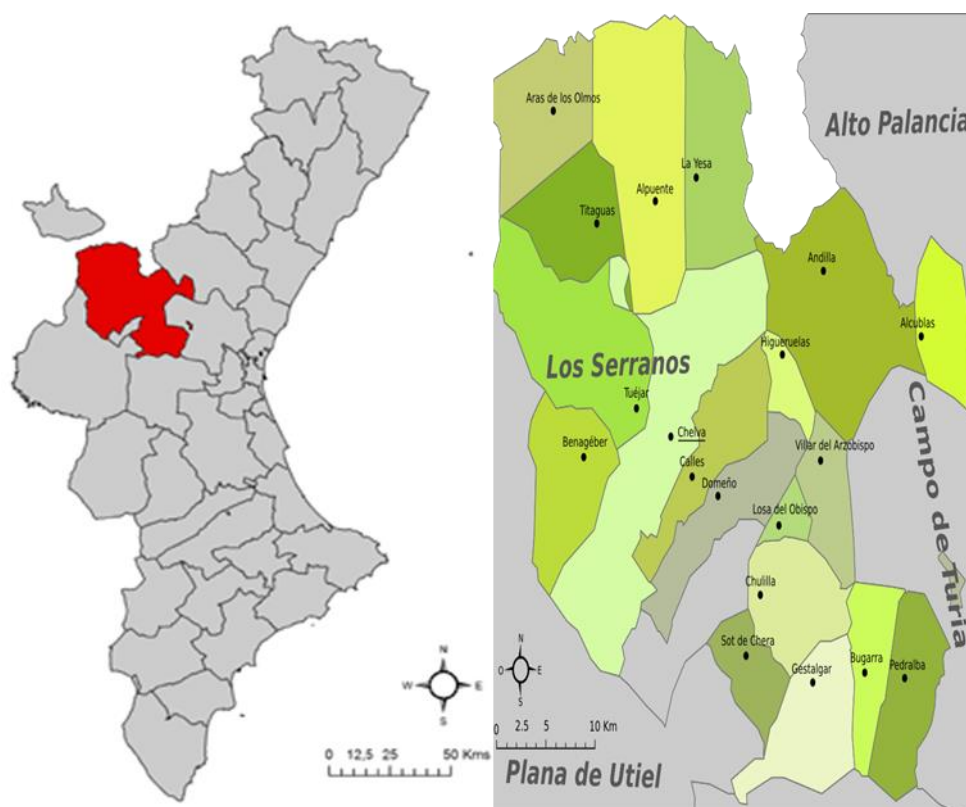 N
W E
S
0 12,5 25 50 Kms
Aras de los Olmos
Alto Palancia
La Yesa
Alpuente
Titaguas
Andilla
Alcublas
Higueruelas
Los Serranos
Tuéjar
Campo de Turia
Chelva
Benagéber
Villar del Arzobispo
Calles
Domeño
Losa del Obispo
Chulilla
Sot de Chera
Bugarra
Pedralba
Gestalgar
N
O E
S
0 2.5 5 10 Km
Plana de Utiel